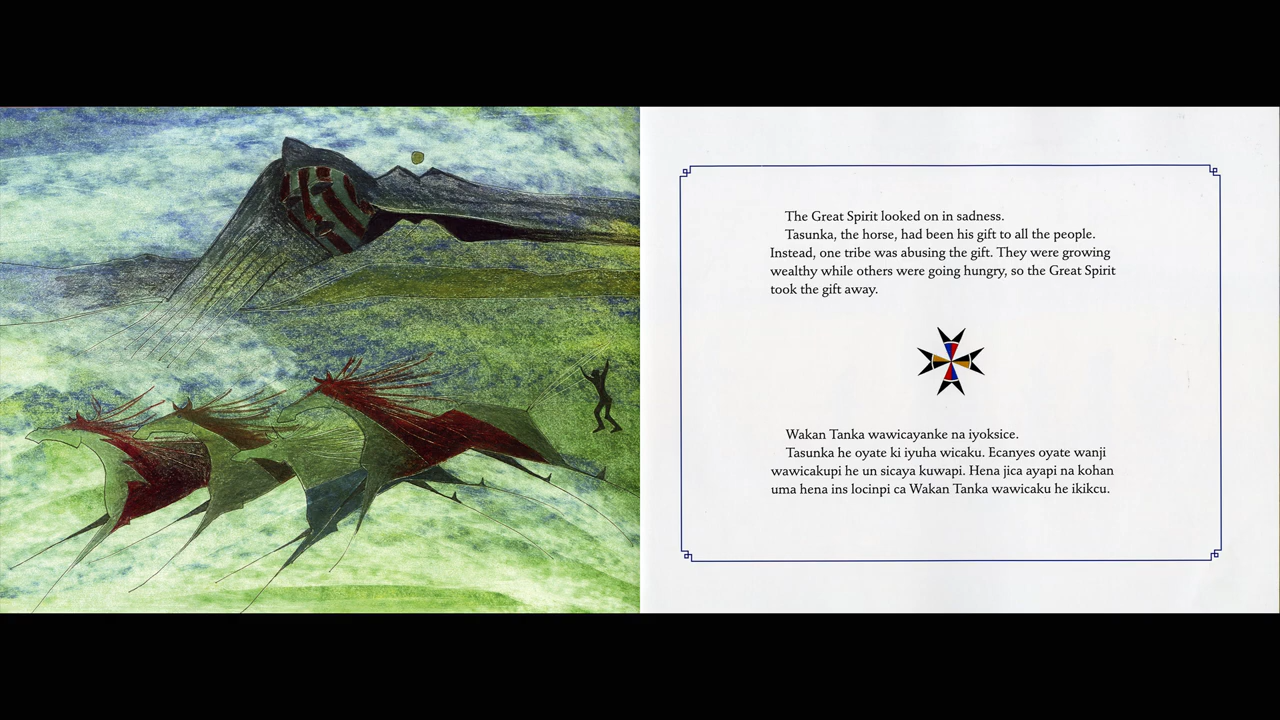 The Great Spirit looked on in sadness.
Tasunka, the horse, had been his gift to all the people.
Instead, one tribe was abusing the gift. They were growing
wealthy while others were going hungry, so the Great Spirit
took the gift away.
Wakan Tanka wawicayanke na iyoksice.
Tasunka he oyate ki iyuha wicaku. Ecanyes oyate wanji
wawicakupi he un sicaya kuwapi. Hena jica ayapi na kohan
uma hena ins locinpi ca Wakan Tanka wawicaku he ikikcu.